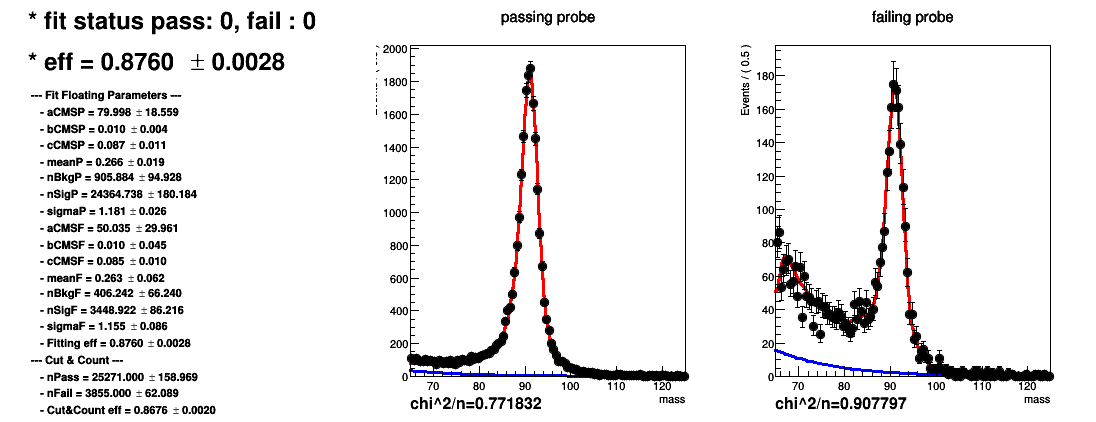 * fit status pass: 0, fail : 0
* eff = 0.8760 ± 0.0028
--- Fit Floating Parameters ---
- aCMSP = 79.998 ± 18.559
- bCMSP = 0.010 ± 0.004
- cCMSP = 0.087 ± 0.011
- meanP = 0.266 ± 0.019
- nBkgP = 905.884 ± 94.928
- nSigP = 24364.738 ± 180.184
- sigmaP = 1.181 ± 0.026
- aCMSF = 50.035 ± 29.961
- bCMSF = 0.010 ± 0.045
- cCMSF = 0.085 ± 0.010
- meanF = 0.263 ± 0.062
- nBkgF = 406.242 ± 66.240
- nSigF = 3448.922 ± 86.216
- sigmaF = 1.155 ± 0.086
- Fitting eff = 0.8760 ± 0.0028
--- Cut & Count ---
- nPass = 25271.000 ± 158.969
- nFail = 3855.000 ± 62.089
- Cut&Count eff = 0.8676 ± 0.0020
passing probe
2000
1800
1600
1400
1200
1000
800
600
400
200
0
70 80 90 100 110 120
mass
chi^2/n=0.771832
failing probe
Events / ( 0.5 )
180
160
140
120
100
80
60
40
20
0
70 80 90 100 110 120
mass
chi^2/n=0.907797